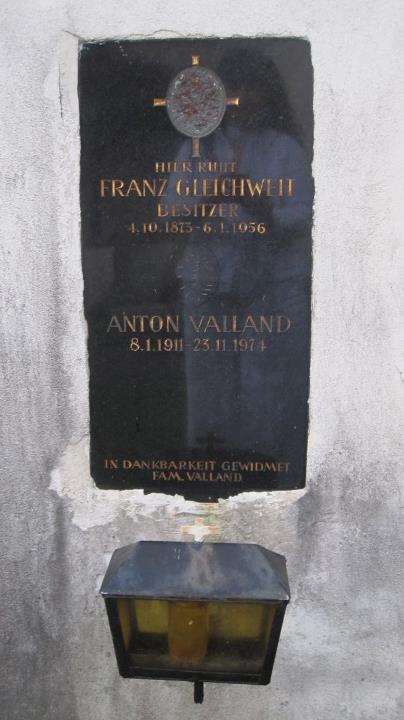 HIER RUHT
FRANZ GLEICHWEIT
BESITZER
4.10.1873-6.1.1956
ANTON VALLAND
8.1.1911-23.11.1974
IN DANKBARKEIT GEWIDMET
FAM. VALLAND